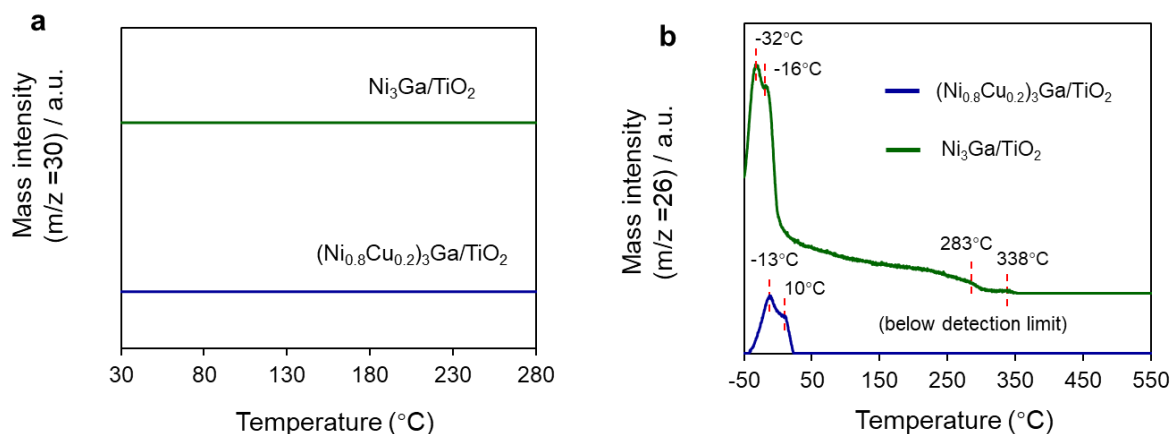 a
Mass intensity
(m/z =30) / a.u.
Ni₃Ga/TiO₂
(Ni₀.₈Cu₀.₂)₃Ga/TiO₂
30 80 130 180 230 280
Temperature (°C)
b
Mass intensity
(m/z =26) / a.u.
-32°C
-16°C
(Ni₀.₈Cu₀.₂)₃Ga/TiO₂
Ni₃Ga/TiO₂
-13°C
10°C
283°C
338°C
(below detection limit)
-50 50 150 250 350 450 550
Temperature (°C)